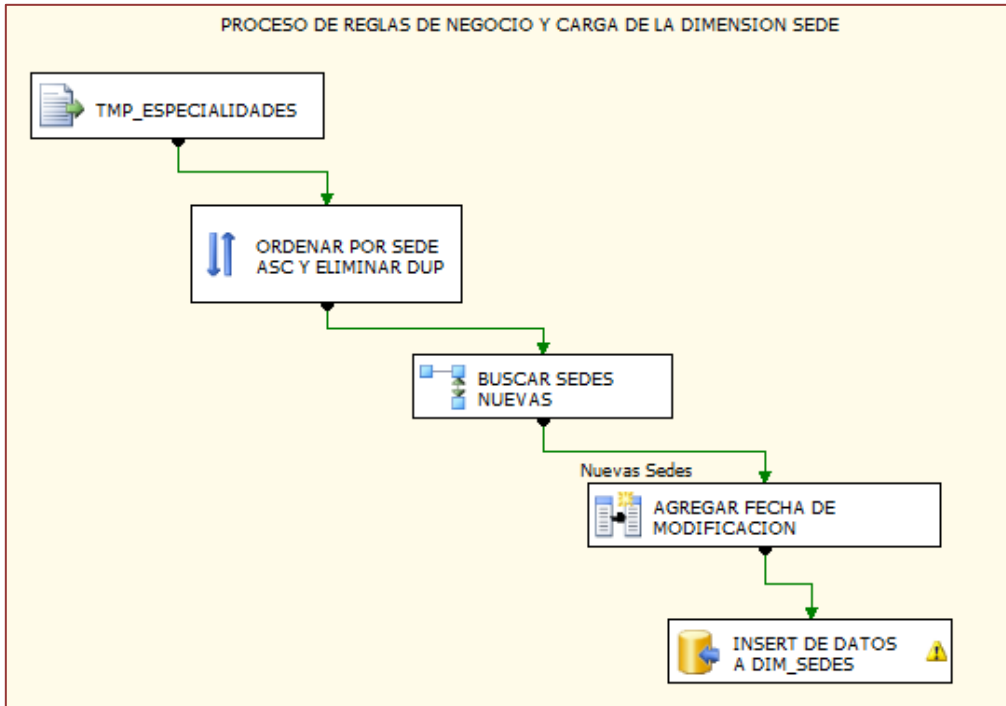 PROCESO DE REGLAS DE NEGOCIO Y CARGA DE LA DIMENSION SEDE
TMP_ESPECIALIDADES
ORDENAR POR SEDE
ASC Y ELIMINAR DUP
BUSCAR SEDES
NUEVAS
Nuevas Sedes
AGREGAR FECHA DE
MODIFICACION
INSERT DE DATOS
A DIM_SEDES